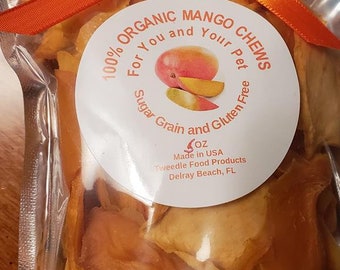 100% ORGANIC MANGO CHEWS
For You and Your Pet
Sugar Grain and Gluten Free
6 OZ
Made in USA
Tweedle Food Products
Delray Beach, FL